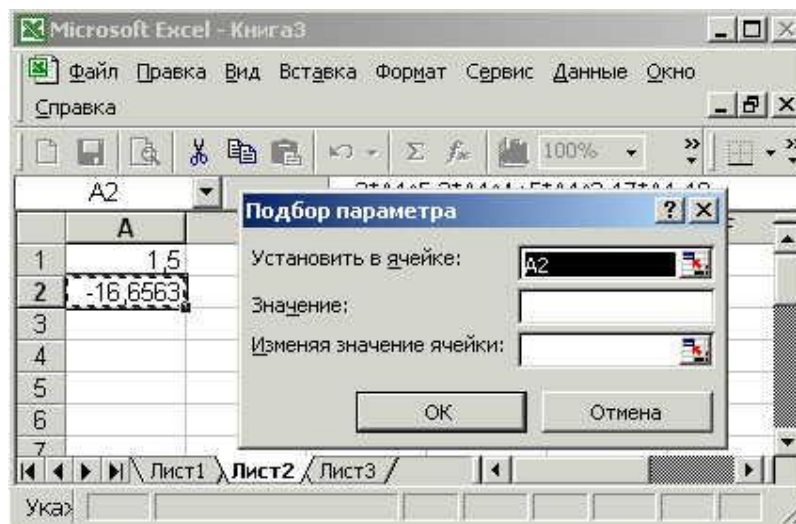 Microsoft Excel - Книга3
Файл Правка Вид Вставка Формат Сервис Данные Окно
Справка
100%
A2
Подбор параметра
Установить в ячейке:
A2
Значение:
Изменяя значение ячейки:
ОК
Отмена
A
1 1,5
2 -16,6563
3
4
5
6
7
Лист1 Лист2 Лист3
Ука